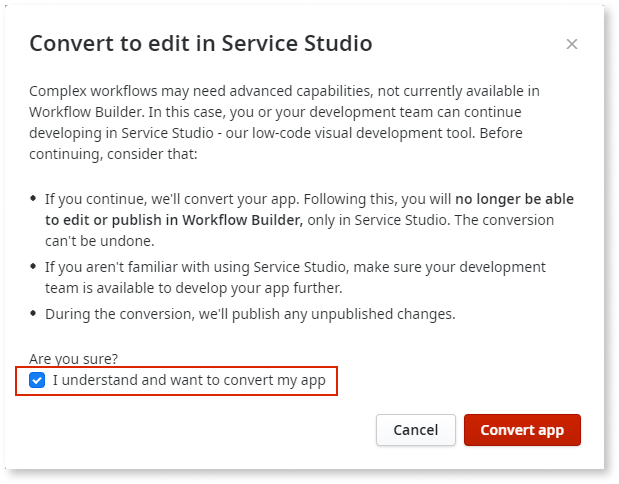 Convert to edit in Service Studio
Complex workflows may need advanced capabilities, not currently available in
Workflow Builder. In this case, you or your development team can continue
developing in Service Studio - our low-code visual development tool. Before
continuing, consider that:
If you continue, we'll convert your app. Following this, you will no longer be able
to edit or publish in Workflow Builder, only in Service Studio. The conversion
can't be undone.
If you aren't familiar with using Service Studio, make sure your development
team is available to develop your app further.
During the conversion, we'll publish any unpublished changes.
Are you sure?
I understand and want to convert my app
Cancel
Convert app